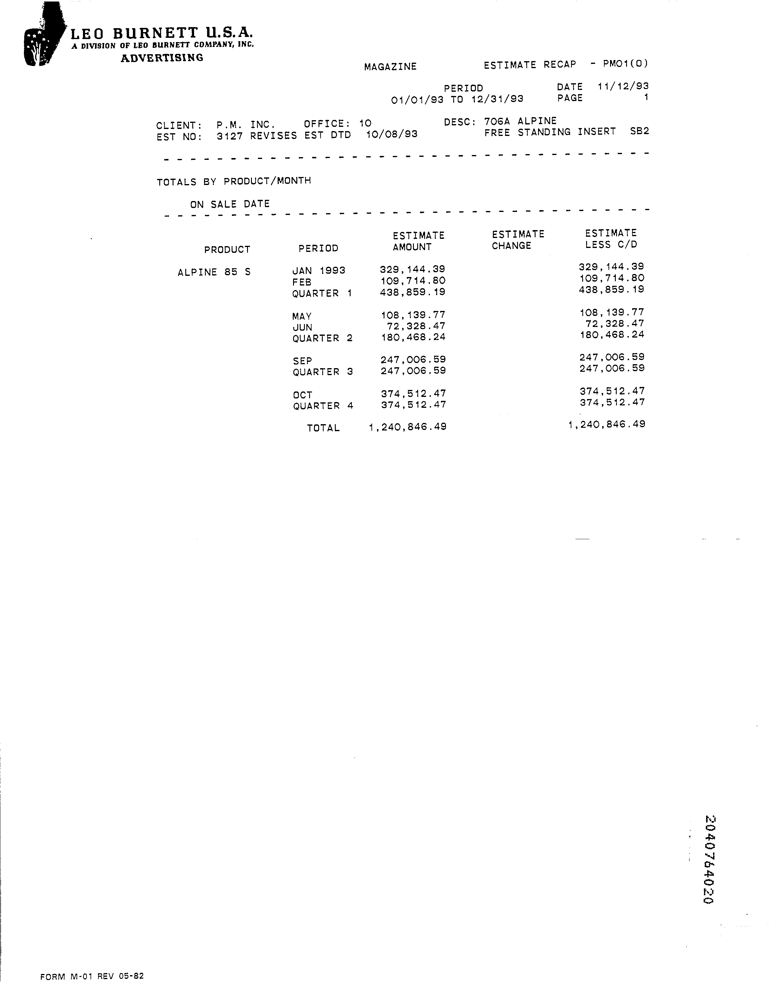 LEO BURNETT U.S.A.
A DIVISION OF LEO BURNETT COMPANY, INC.
ADVERTISING
MAGAZINE ESTIMATE RECAP - PM01(0)
PERIOD DATE 11/12/93
01/01/93 TO 12/31/93 PAGE 1
CLIENT: P.M. INC. OFFICE: 10 DESC: 706A ALPINE
EST NO: 3127 REVISES EST DTD 10/08/93 FREE STANDING INSERT SB2
TOTALS BY PRODUCT/MONTH
ON SALE DATE
ESTIMATE ESTIMATE ESTIMATE
PRODUCT PERIOD AMOUNT CHANGE LESS C/D
ALPINE 85 S JAN 1993 329,144.39 329,144.39
FEB 109,714.80 109,714.80
QUARTER 1 438,859.19 438,859.19
MAY 108,139.77 108,139.77
JUN 72,328.47 72,328.47
QUARTER 2 180,468.24 180,468.24
SEP 247,006.59 247,006.59
QUARTER 3 247,006.59 247,006.59
OCT 374,512.47 374,512.47
QUARTER 4 374,512.47 374,512.47
TOTAL 1,240,846.49 1,240,846.49
2040764020
FORM M-01 REV 05-82